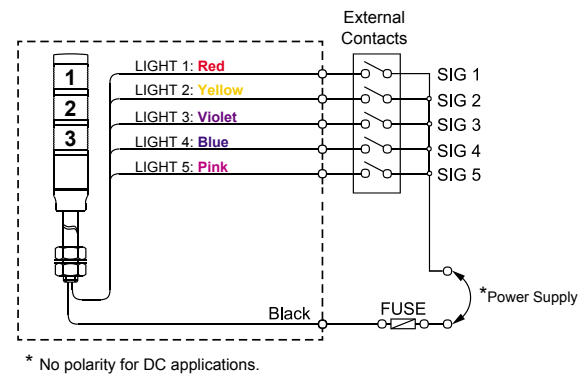 External
Contacts
1
2
3
LIGHT 1: Red
LIGHT 2: Yellow
LIGHT 3: Violet
LIGHT 4: Blue
LIGHT 5: Pink
SIG 1
SIG 2
SIG 3
SIG 4
SIG 5
*Power Supply
Black
FUSE
* No polarity for DC applications.